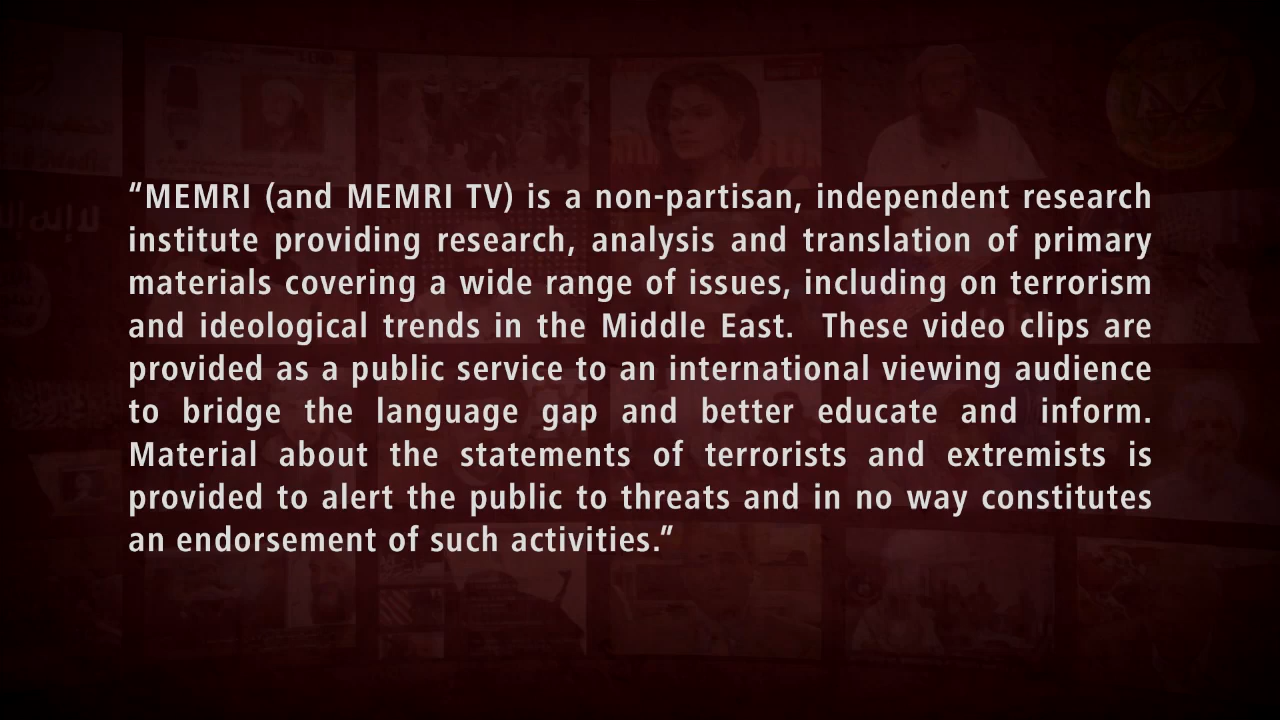 “MEMRI (and MEMRI TV) is a non-partisan, independent research
institute providing research, analysis and translation of primary
materials covering a wide range of issues, including on terrorism
and ideological trends in the Middle East. These video clips are
provided as a public service to an international viewing audience
to bridge the language gap and better educate and inform.
Material about the statements of terrorists and extremists is
provided to alert the public to threats and in no way constitutes
an endorsement of such activities.”